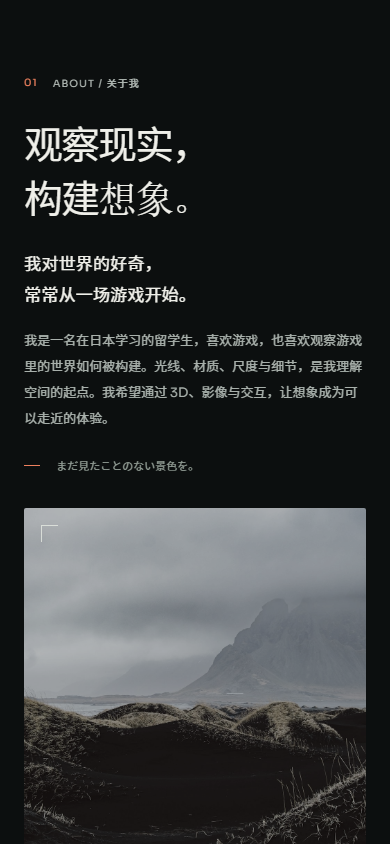 01 ABOUT / 关于我
观察现实，
构建想象。
我对世界的好奇，
常常从一场游戏开始。
我是一名在日本学习的留学生，喜欢游戏，也喜欢观察游戏
里的世界如何被构建。光线、材质、尺度与细节，是我理解
空间的起点。我希望通过 3D、影像与交互，让想象成为可
以走近的体验。
まだ見たことのない景色を。